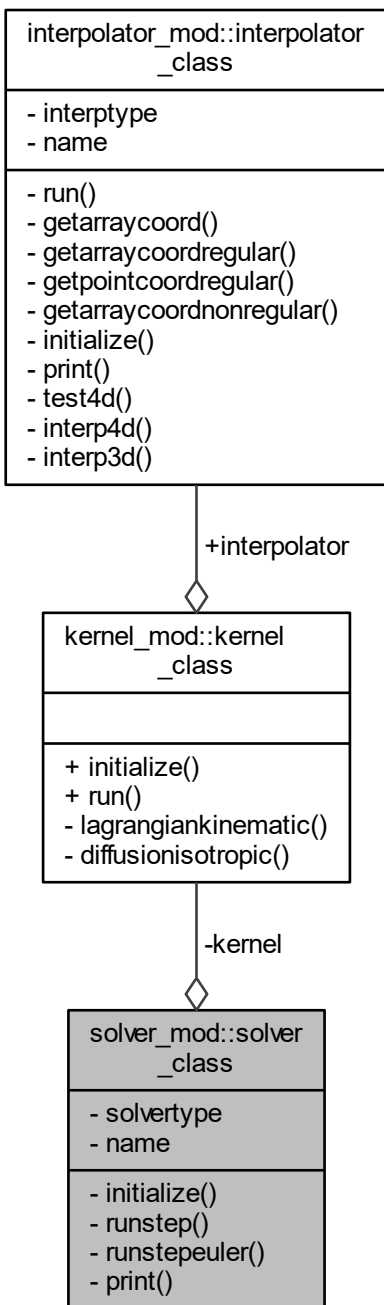 interpolator_mod::interpolator
_class
- interptype
- name
- run()
- getarraycoord()
- getarraycoordregular()
- getpointcoordregular()
- getarraycoordnonregular()
- initialize()
- print()
- test4d()
- interp4d()
- interp3d()
+interpolator
kernel_mod::kernel
_class
+ initialize()
+ run()
- lagrangiankinematic()
- diffusionisotropic()
-kernel
solver_mod::solver
_class
- solvertype
- name
- initialize()
- runstep()
- runstepeuler()
- print()